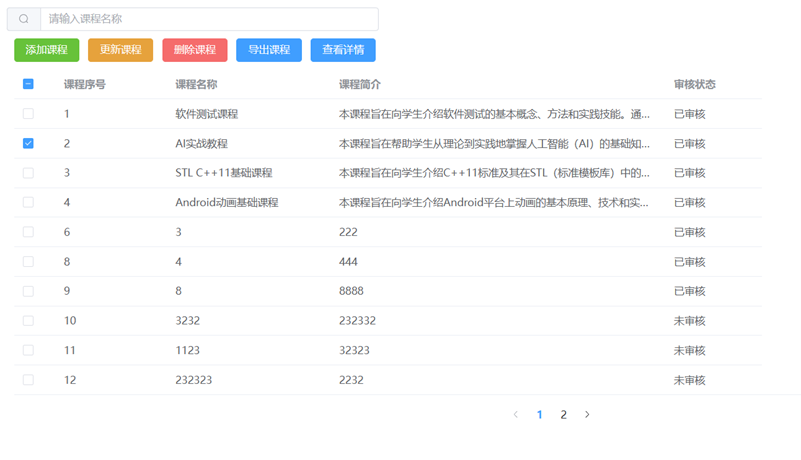 请输入课程名称
添加课程 更新课程 删除课程 导出课程 查看详情
课程序号 课程名称 课程简介 审核状态
1 软件测试课程 本课程旨在向学生介绍软件测试的基本概念、方法和实践技能。通... 已审核
2 AI实战教程 本课程旨在帮助学生从理论到实践地掌握人工智能（AI）的基础知... 已审核
3 STL C++11基础课程 本课程旨在向学生介绍C++11标准及其在STL（标准模板库）中的... 已审核
4 Android动画基础课程 本课程旨在向学生介绍Android平台上动画的基本原理、技术和实... 已审核
6 3 222 已审核
8 4 444 已审核
9 8 8888 已审核
10 3232 232332 未审核
11 1123 32323 未审核
12 232323 2232 未审核
1 2